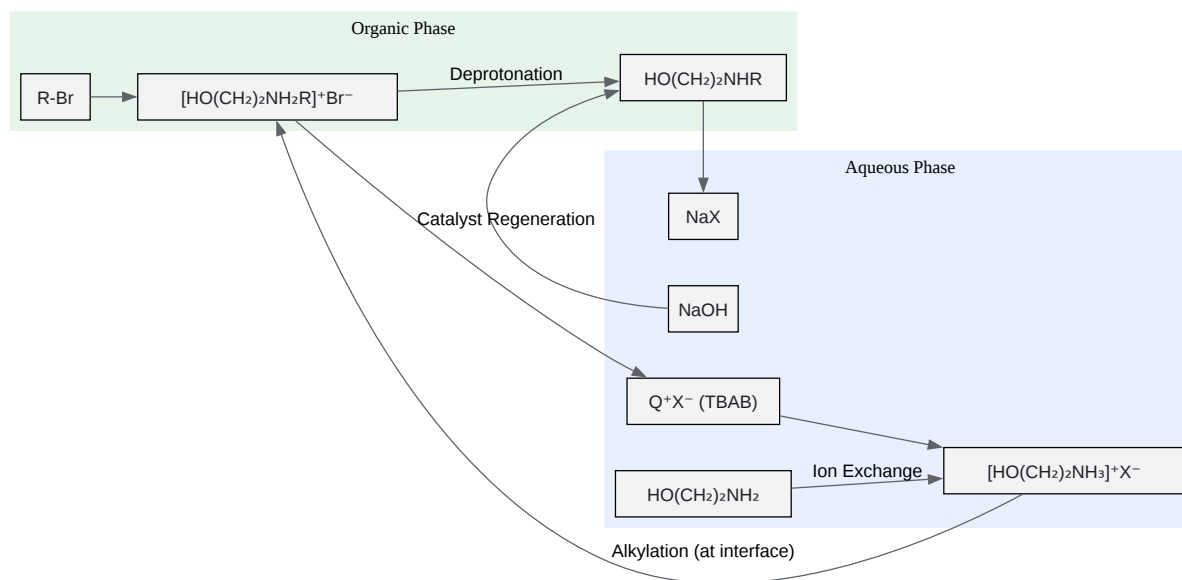 Organic Phase
R-Br
[HO(CH₂)₂NH₂R]⁺Br⁻
Deprotonation
HO(CH₂)₂NHR
Aqueous Phase
NaX
Catalyst Regeneration
NaOH
Q⁺X⁻ (TBAB)
HO(CH₂)₂NH₂
Ion Exchange
[HO(CH₂)₂NH₃]⁺X⁻
Alkylation (at interface)